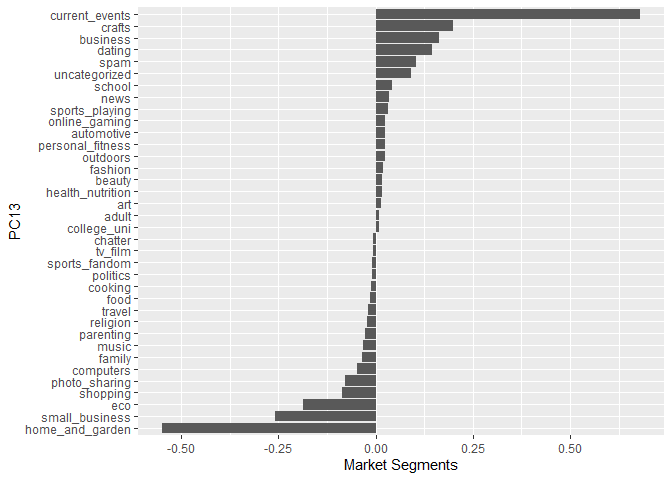 current_events
crafts
business
dating
spam
uncategorized
school
news
sports_playing
online_gaming
automotive
personal_fitness
outdoors
fashion
beauty
health_nutrition
art
adult
college_uni
chatter
tv_film
sports_fandom
politics
cooking
food
travel
religion
parenting
music
family
computers
photo_sharing
shopping
eco
small_business
home_and_garden
PC13
-0.50 -0.25 0.00 0.25 0.50
Market Segments